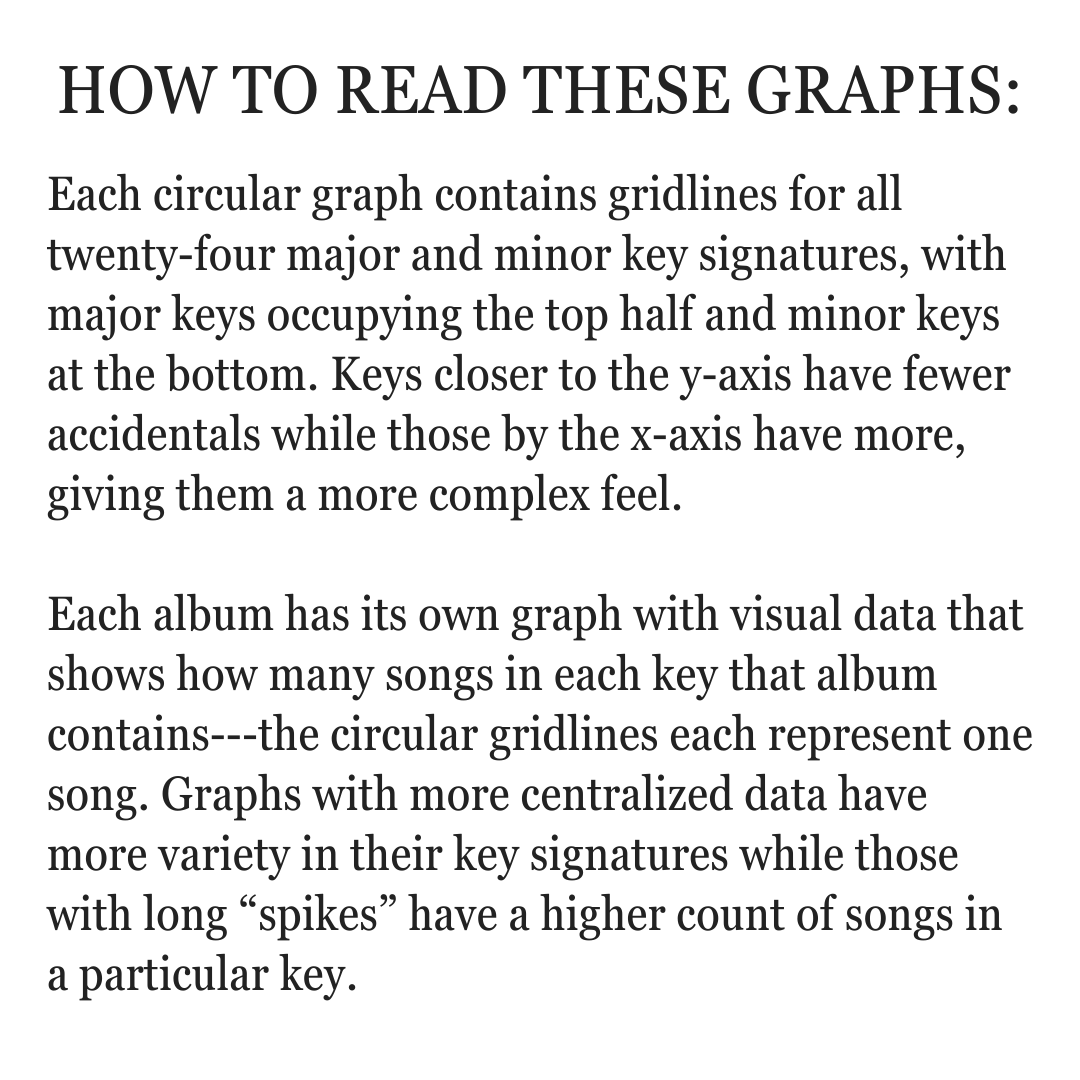 HOW TO READ THESE GRAPHS:
Each circular graph contains gridlines for all
twenty-four major and minor key signatures, with
major keys occupying the top half and minor keys
at the bottom. Keys closer to the y-axis have fewer
accidentals while those by the x-axis have more,
giving them a more complex feel.
Each album has its own graph with visual data that
shows how many songs in each key that album
contains---the circular gridlines each represent one
song. Graphs with more centralized data have
more variety in their key signatures while those
with long “spikes” have a higher count of songs in
a particular key.